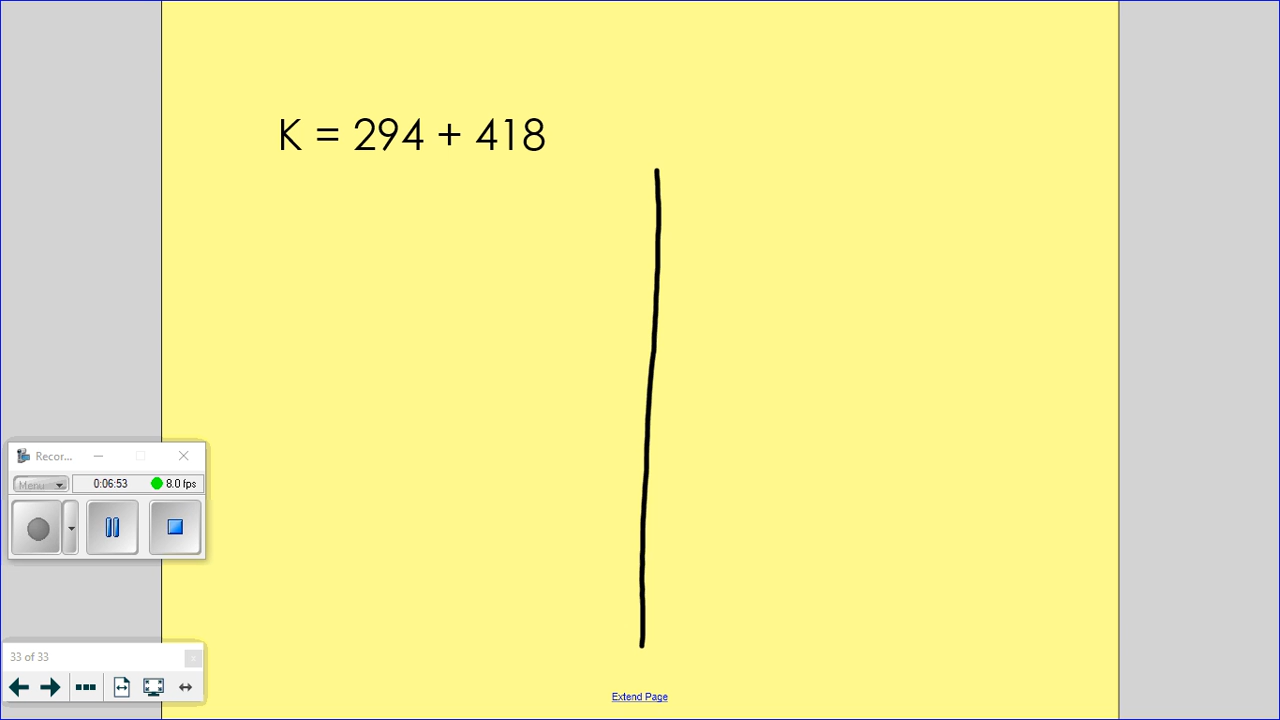 K = 294 + 418
Recor...
Menu
0:06:53
8.0 fps
33 of 33
Extend Page